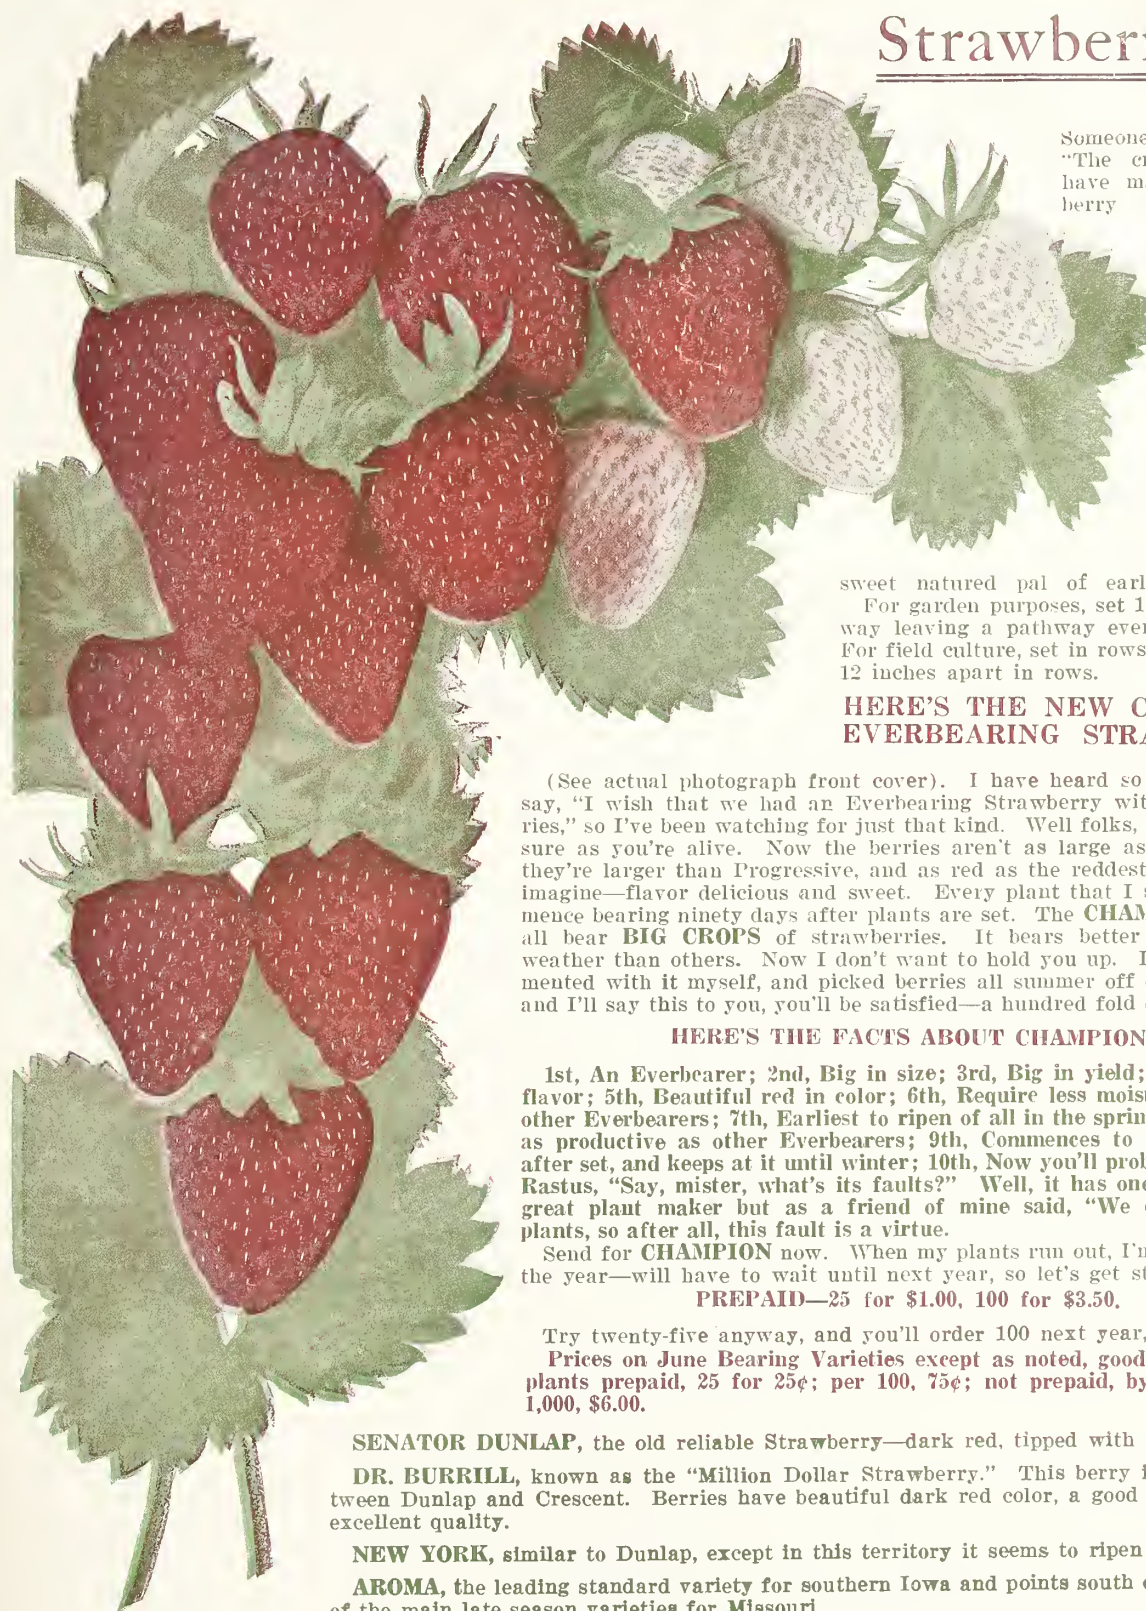 Strawber
Someone
"The
have
berry
sweet natured pal of earl
For garden purposes, set 1
way leaving a pathway ever
For field culture, set in rows
12 inches apart in rows.
HERE'S THE NEW C
EVERBEARING STRA
(See actual photograph front cover). I have heard so
say, "I wish that we had an Everbearing Strawberry wit
ries," so I've been watching for just that kind. Well folks,
sure as you're alive. Now the berries aren't as large as
they're larger than Progressive, and as red as the reddest
imagine—flavor delicious and sweet. Every plant that I
mence bearing ninety days after plants are set. The CHAM
all bear BIG CROPS of strawberries. It bears better
weather than others. Now I don't want to hold you up. I
mented with it myself, and picked berries all summer off
and I'll say this to you, you'll be satisfied—a hundred fold
HERE'S THE FACTS ABOUT CHAMPION
1st, An Everbearer; 2nd, Big in size; 3rd, Big in yield;
flavor; 5th, Beautiful red in color; 6th, Require less mois
other Everbearers; 7th, Earliest to ripen of all in the sprin
as productive as other Everbearers; 9th, Commences to
after set, and keeps at it until winter; 10th, Now you'll prob
Rastus, "Say, mister, what's its faults?" Well, it has one
great plant maker but as a friend of mine said, "We
plants, so after all, this fault is a virtue.
Send for CHAMPION now. When my plants run out, I'm
the year—will have to wait until next year, so let's get st
PREPAID—25 for $1.00, 100 for $3.50.
Try twenty-five anyway, and you'll order 100 next year,
Prices on June Bearing Varieties except as noted, good
plants prepaid, 25 for 25¢; per 100, 75¢; not prepaid, by
1,000, $6.00.
SENATOR DUNLAP, the old reliable Strawberry—dark red, tipped with
DR. BURRILL, known as the "Million Dollar Strawberry." This berry i
tween Dunlap and Crescent. Berries have beautiful dark red color, a good
excellent quality.
NEW YORK, similar to Dunlap, except in this territory it seems to ripen
AROMA, the leading standard variety for southern Iowa and points south
of the main late season varieties for Missouri